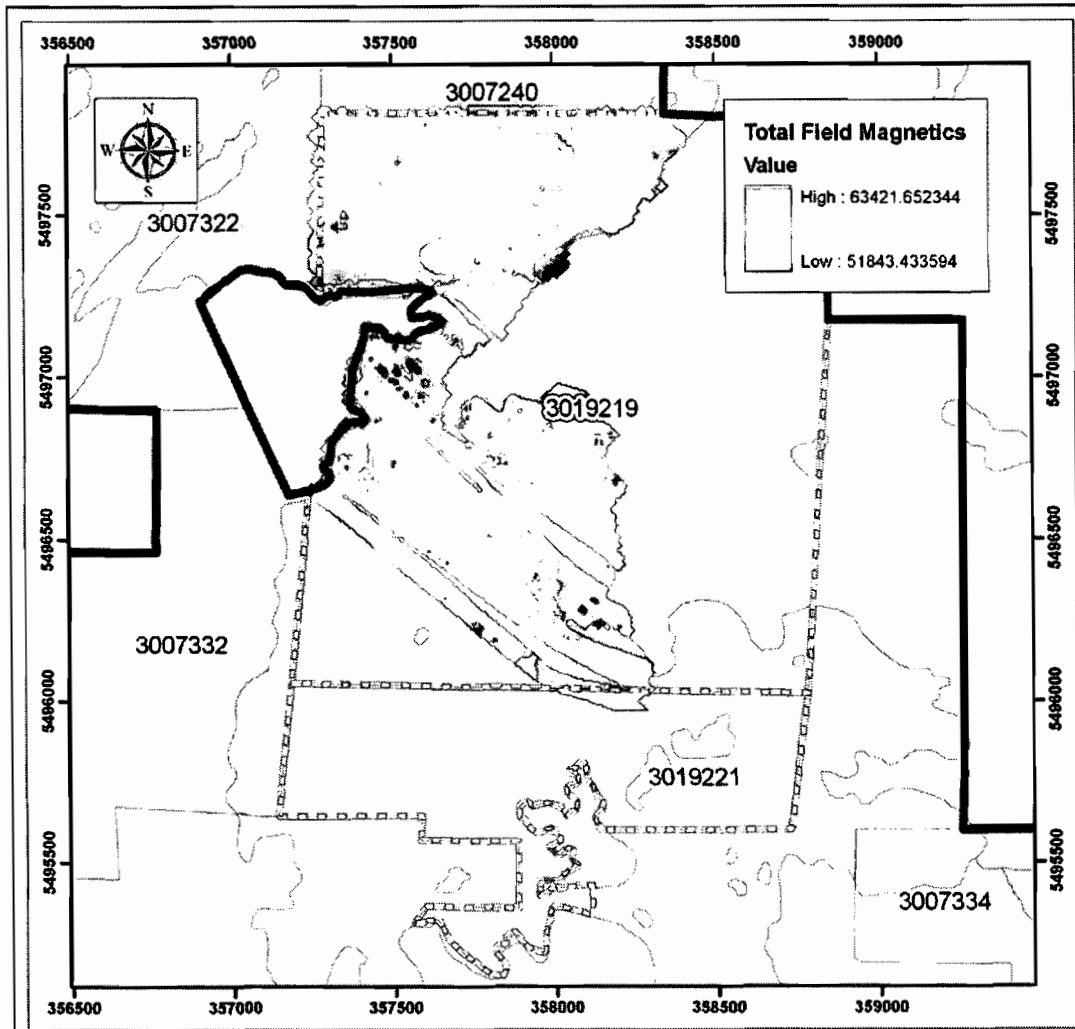 356500 357000 357500 358000 358500 359000
3007240
N
W E
S
Total Field Magnetics
Value
High : 63421.652344
Low : 51843.433594
5497500 5497500
3007322
5497000 5497000
3019219
5496500 5496500
3007332
5496000 5496000
3019221
5495500 5495500
3007334
356500 357000 357500 358000 358500 359000